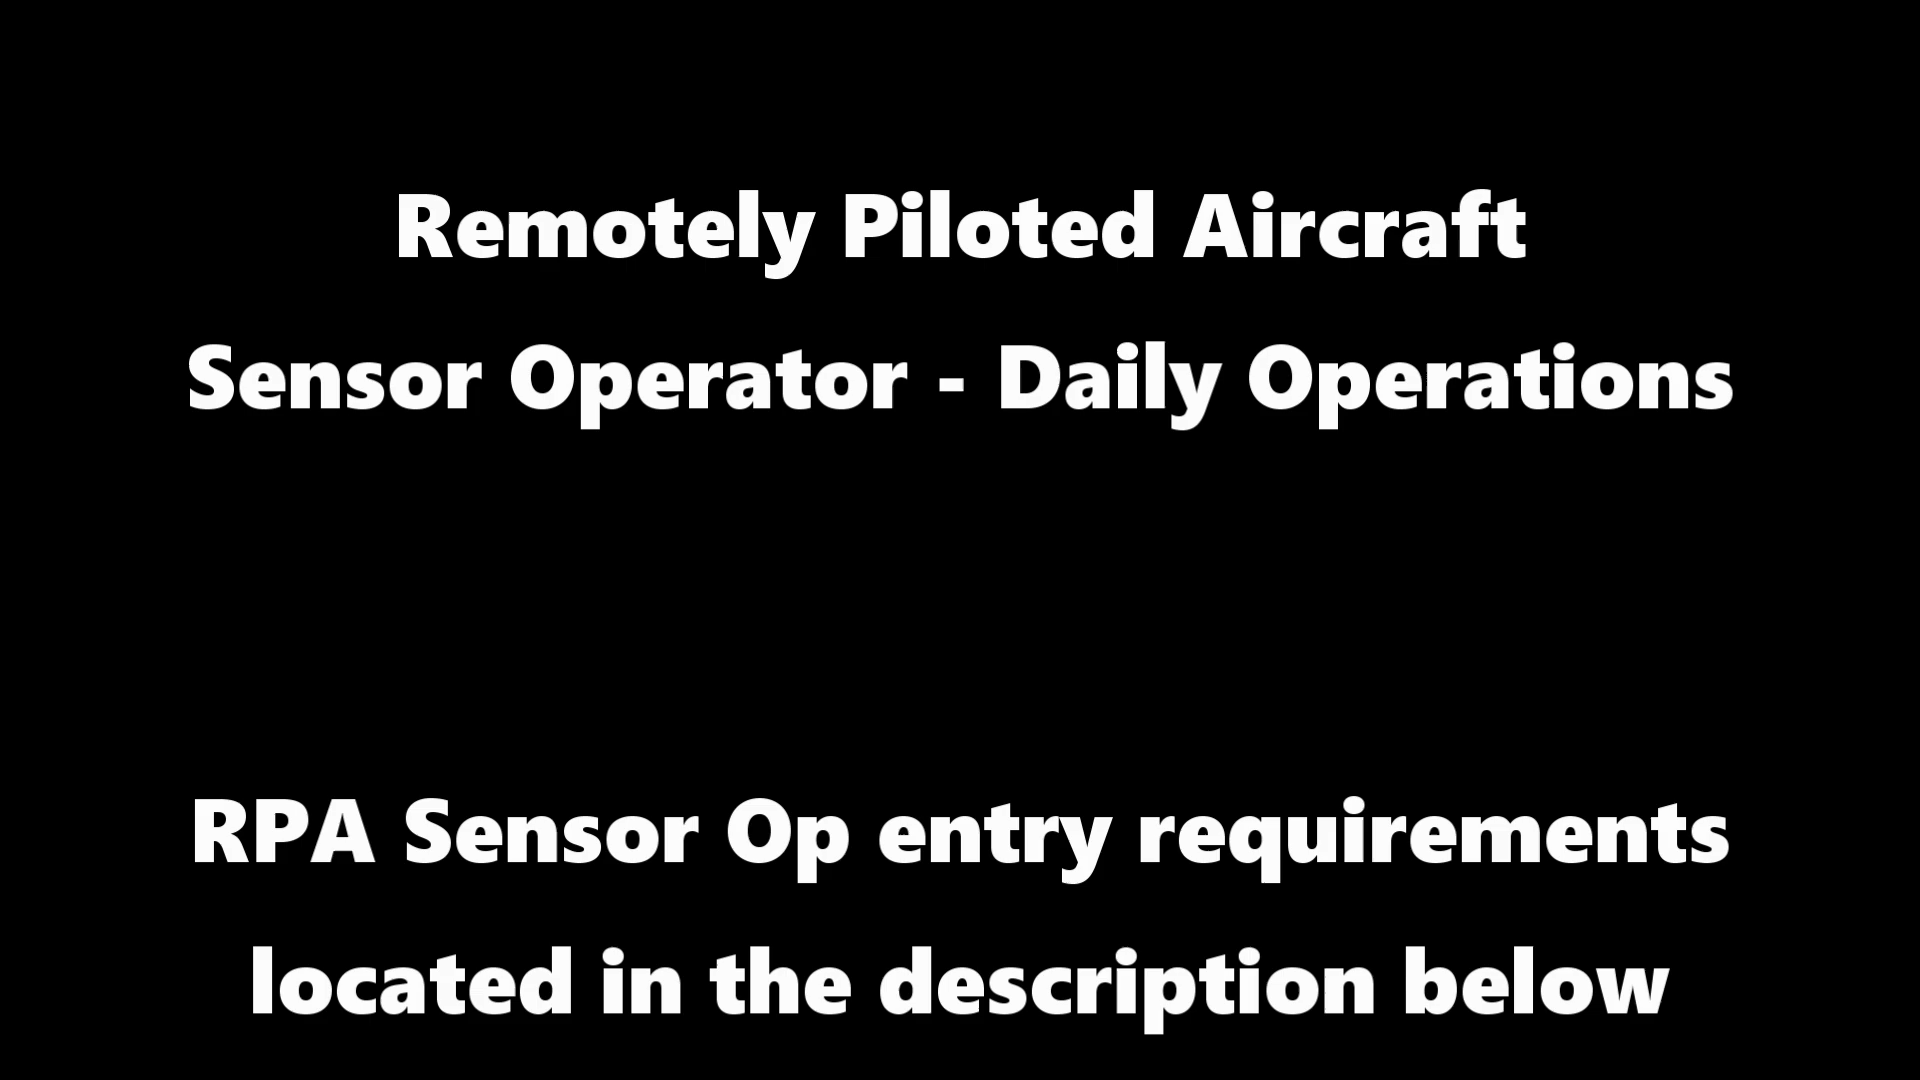 Remotely Piloted Aircraft
Sensor Operator - Daily Operations
RPA Sensor Op entry requirements
located in the description below